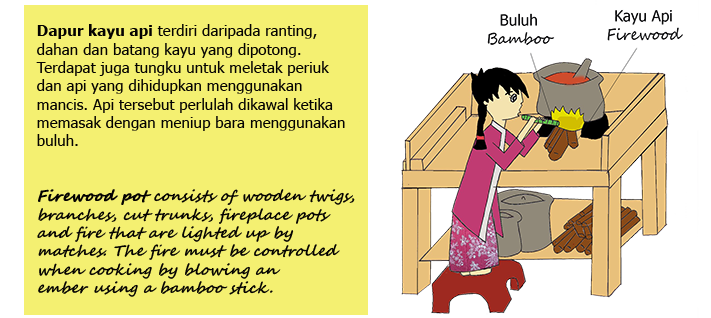 Dapur kayu api terdiri daripada ranting,
dahan dan batang kayu yang dipotong.
Terdapat juga tungku untuk meletak periuk
dan api yang dihidupkan menggunakan
mancis. Api tersebut perlulah dikawal ketika
memasak dengan meniup bara menggunakan
buluh.
Firewood pot consists of wooden twigs,
branches, cut trunks, fireplace pots
and fire that are lighted up by
matches. The fire must be controlled
when cooking by blowing an
ember using a bamboo stick.
Buluh
Bamboo
Kayu Api
Firewood